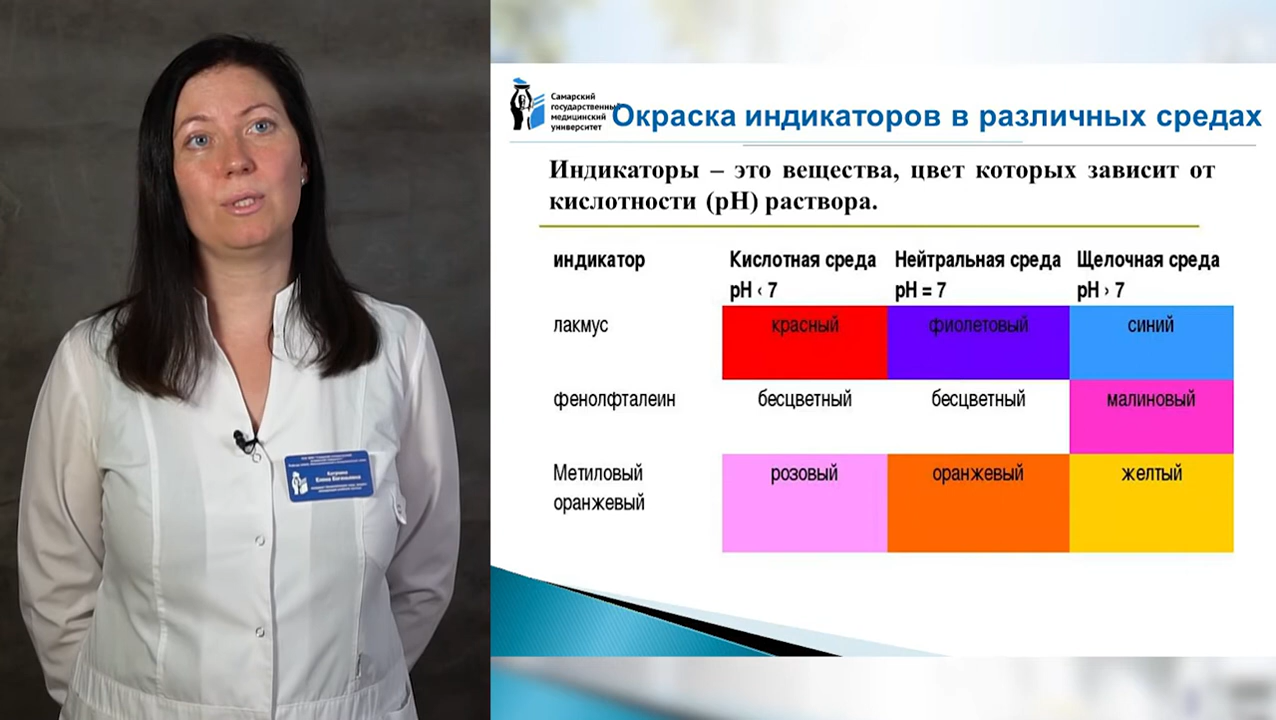 Самарский
государственный
медицинский
университет
Окраска индикаторов в различных средах
Индикаторы – это вещества, цвет которых зависит от
кислотности (pH) раствора.
индикатор Кислотная среда Нейтральная среда Щелочная среда
pH ‹ 7 pH = 7 pH › 7
лакмус красный фиолетовый синий
фенолфталеин бесцветный бесцветный малиновый
Метиловый розовый оранжевый желтый
оранжевый
Елена Евгеньевна